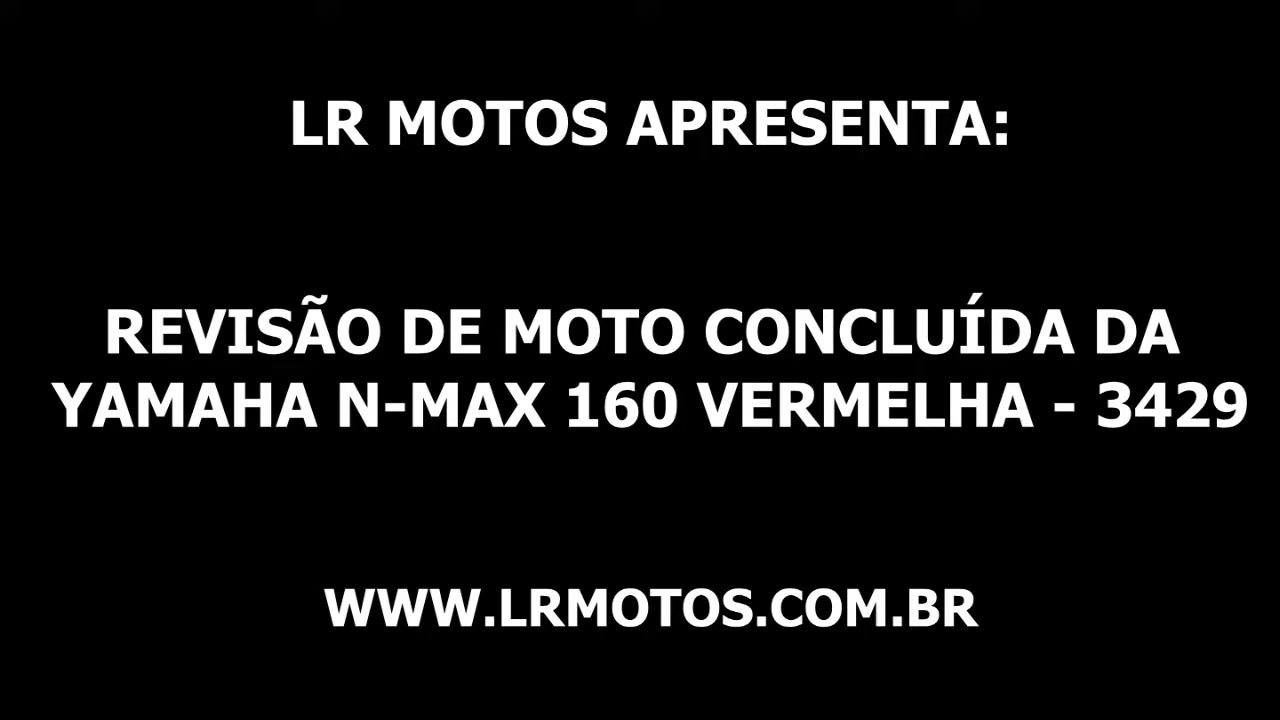 LR MOTOS APRESENTA:
REVISÃO DE MOTO CONCLUÍDA DA
YAMAHA N-MAX 160 VERMELHA - 3429
WWW.LRMOTOS.COM.BR